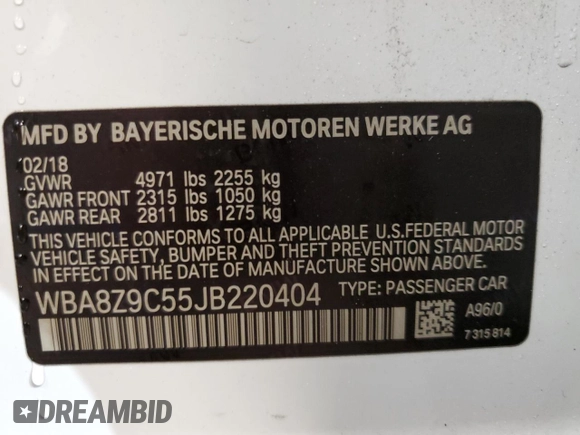 MFD BY BAYERISCHE MOTOREN WERKE AG
02/18
GVWR 4971 lbs 2255 kg
GAWR FRONT 2315 lbs 1050 kg
GAWR REAR 2811 lbs 1275 kg
THIS VEHICLE CONFORMS TO ALL APPLICABLE U.S.FEDERAL MOTOR
VEHICLE SAFETY, BUMPER AND THEFT PREVENTION STANDARDS
IN EFFECT ON THE DATE OF MANUFACTURE SHOWN ABOVE.
WBA8Z9C55JB220404 TYPE: PASSENGER CAR
A96/0
7 315 814
DREAMBID